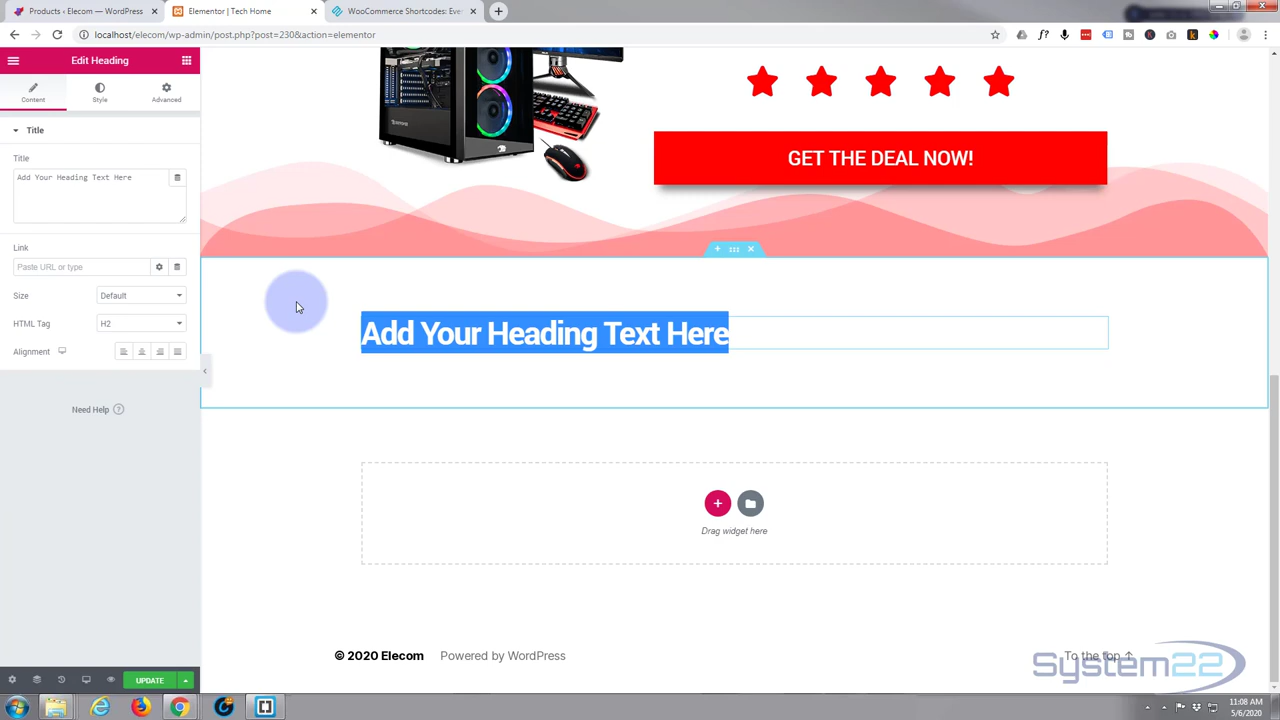 Products ‹ Elecom — WordPress
Elementor | Tech Home
WooCommerce Shortcodes: Eve
localhost/elecom/wp-admin/post.php?post=230&action=elementor
Edit Heading
Content
Style
Advanced
Title
Title
Add Your Heading Text Here
Link
Paste URL or type
Size
Default
HTML Tag
H2
Alignment
Need Help ?
UPDATE
GET THE DEAL NOW!
Add Your Heading Text Here
Drag widget here
© 2020 Elecom
Powered by WordPress
To the top ↑
System22
11:08 AM
5/6/2020